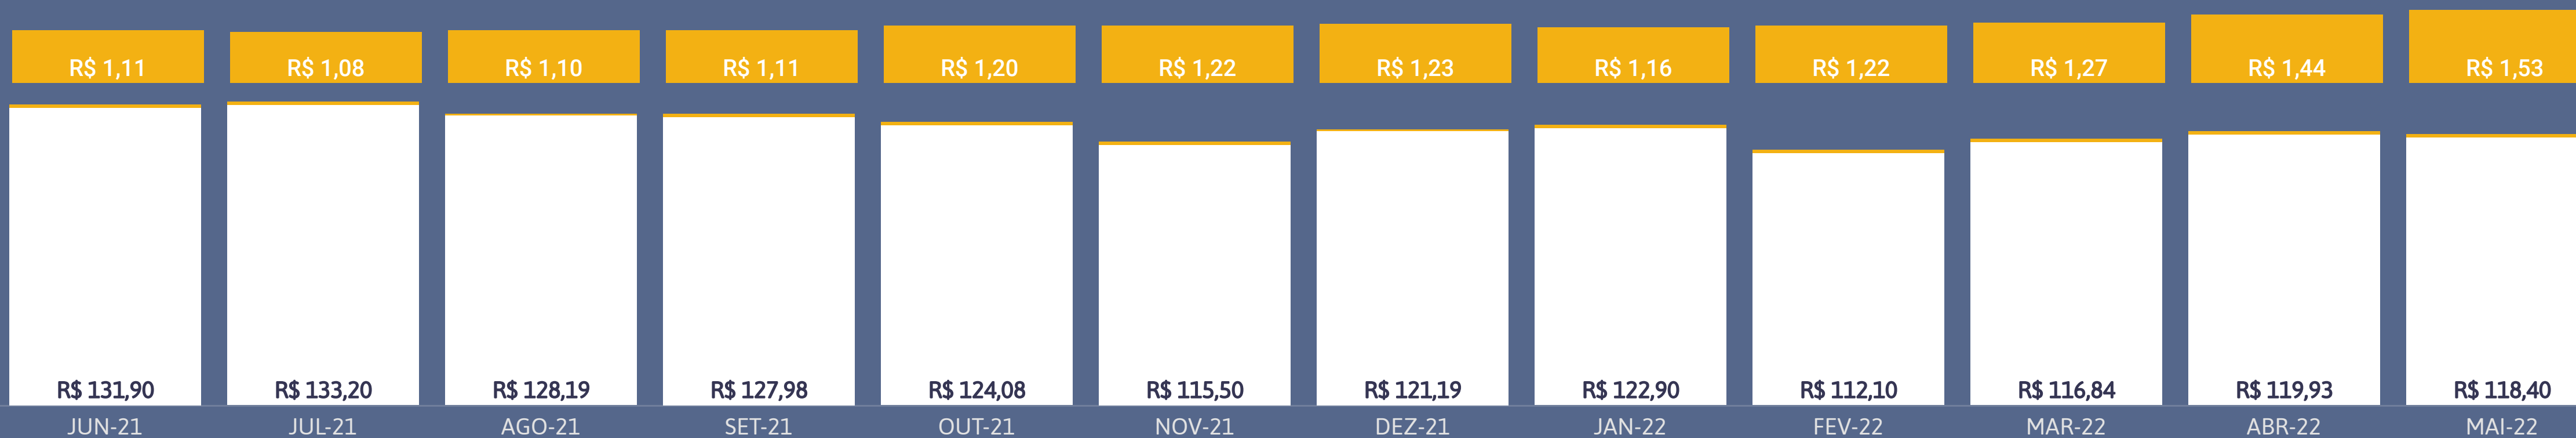 R$ 1,11 R$ 1,08 R$ 1,10 R$ 1,11 R$ 1,20 R$ 1,22 R$ 1,23 R$ 1,16 R$ 1,22 R$ 1,27 R$ 1,44 R$ 1,53
R$ 131,90 R$ 133,20 R$ 128,19 R$ 127,98 R$ 124,08 R$ 115,50 R$ 121,19 R$ 122,90 R$ 112,10 R$ 116,84 R$ 119,93 R$ 118,40
JUN-21 JUL-21 AGO-21 SET-21 OUT-21 NOV-21 DEZ-21 JAN-22 FEV-22 MAR-22 ABR-22 MAI-22